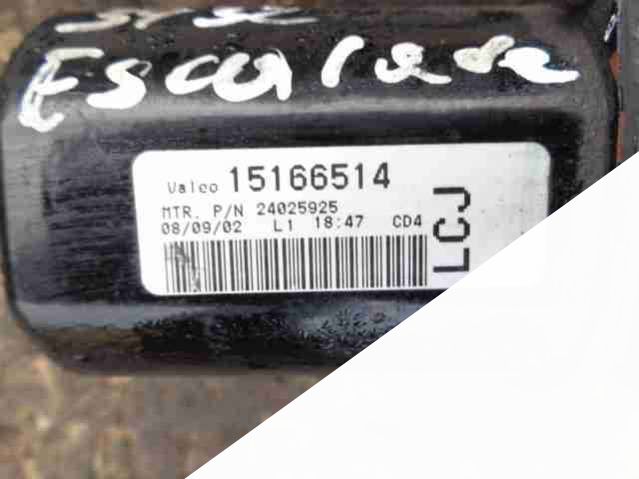 Escalade
Valeo 15166514
MTR. P/N 24025925
08/09/02 L1 18:47 CD4
LCJ